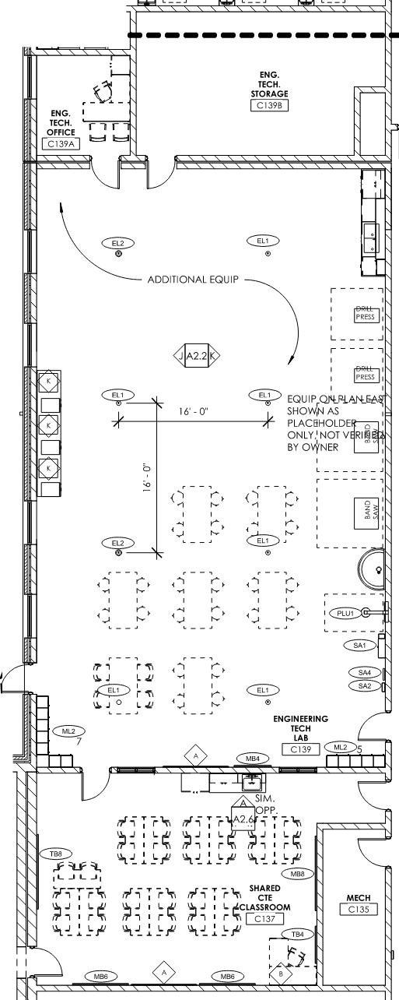 ENG.
TECH.
STORAGE
C139B
ENG.
TECH.
OFFICE
C139A
EL2
EL1
ADDITIONAL EQUIP
DRILL
PRESS
J A2.2 K
DRILL
PRESS
K
EL1
EL1
EQUIP ON PLAN EAST
SHOWN AS
PLACEHOLDER
ONLY, NOT VERIFIED
BY OWNER
16' - 0"
K
BAND
SAW
K
16' - 0"
BAND
SAW
EL2
EL1
PLU1
SA1
SA4
SA2
EL1
EL1
ENGINEERING
TECH
LAB
C139
ML2
7
ML2
5
A
MB4
A
A2.6
SIM.
OPP.
TB8
MB8
SHARED
CTE
CLASSROOM
C137
MECH
C135
TB4
MB6
A
MB6
B